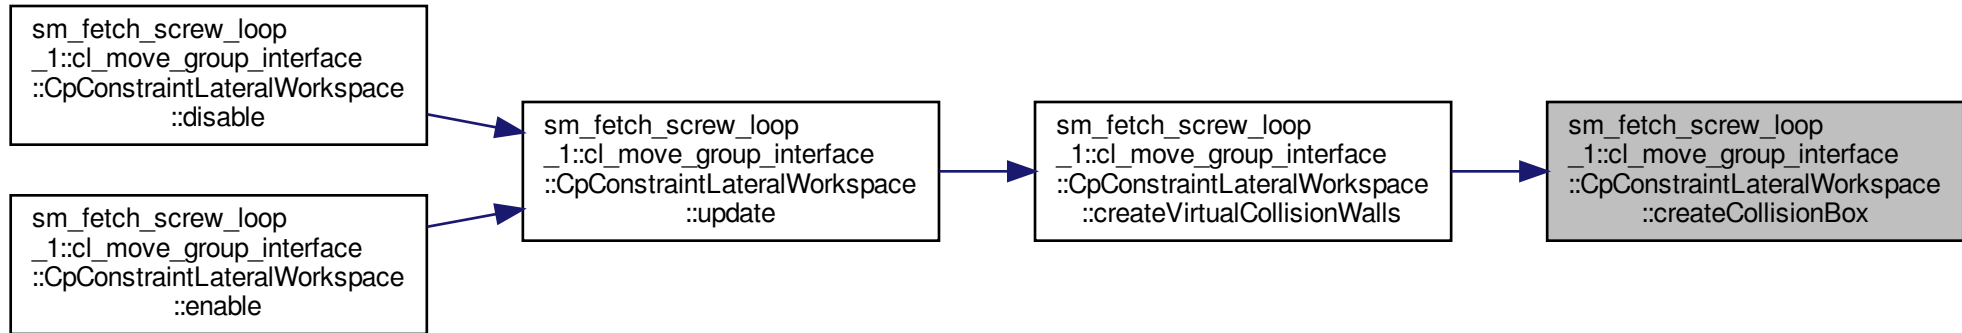 sm_fetch_screw_loop
_1::cl_move_group_interface
::CpConstraintLateralWorkspace
::disable
sm_fetch_screw_loop
_1::cl_move_group_interface
::CpConstraintLateralWorkspace
::enable
sm_fetch_screw_loop
_1::cl_move_group_interface
::CpConstraintLateralWorkspace
::update
sm_fetch_screw_loop
_1::cl_move_group_interface
::CpConstraintLateralWorkspace
::createVirtualCollisionWalls
sm_fetch_screw_loop
_1::cl_move_group_interface
::CpConstraintLateralWorkspace
::createCollisionBox